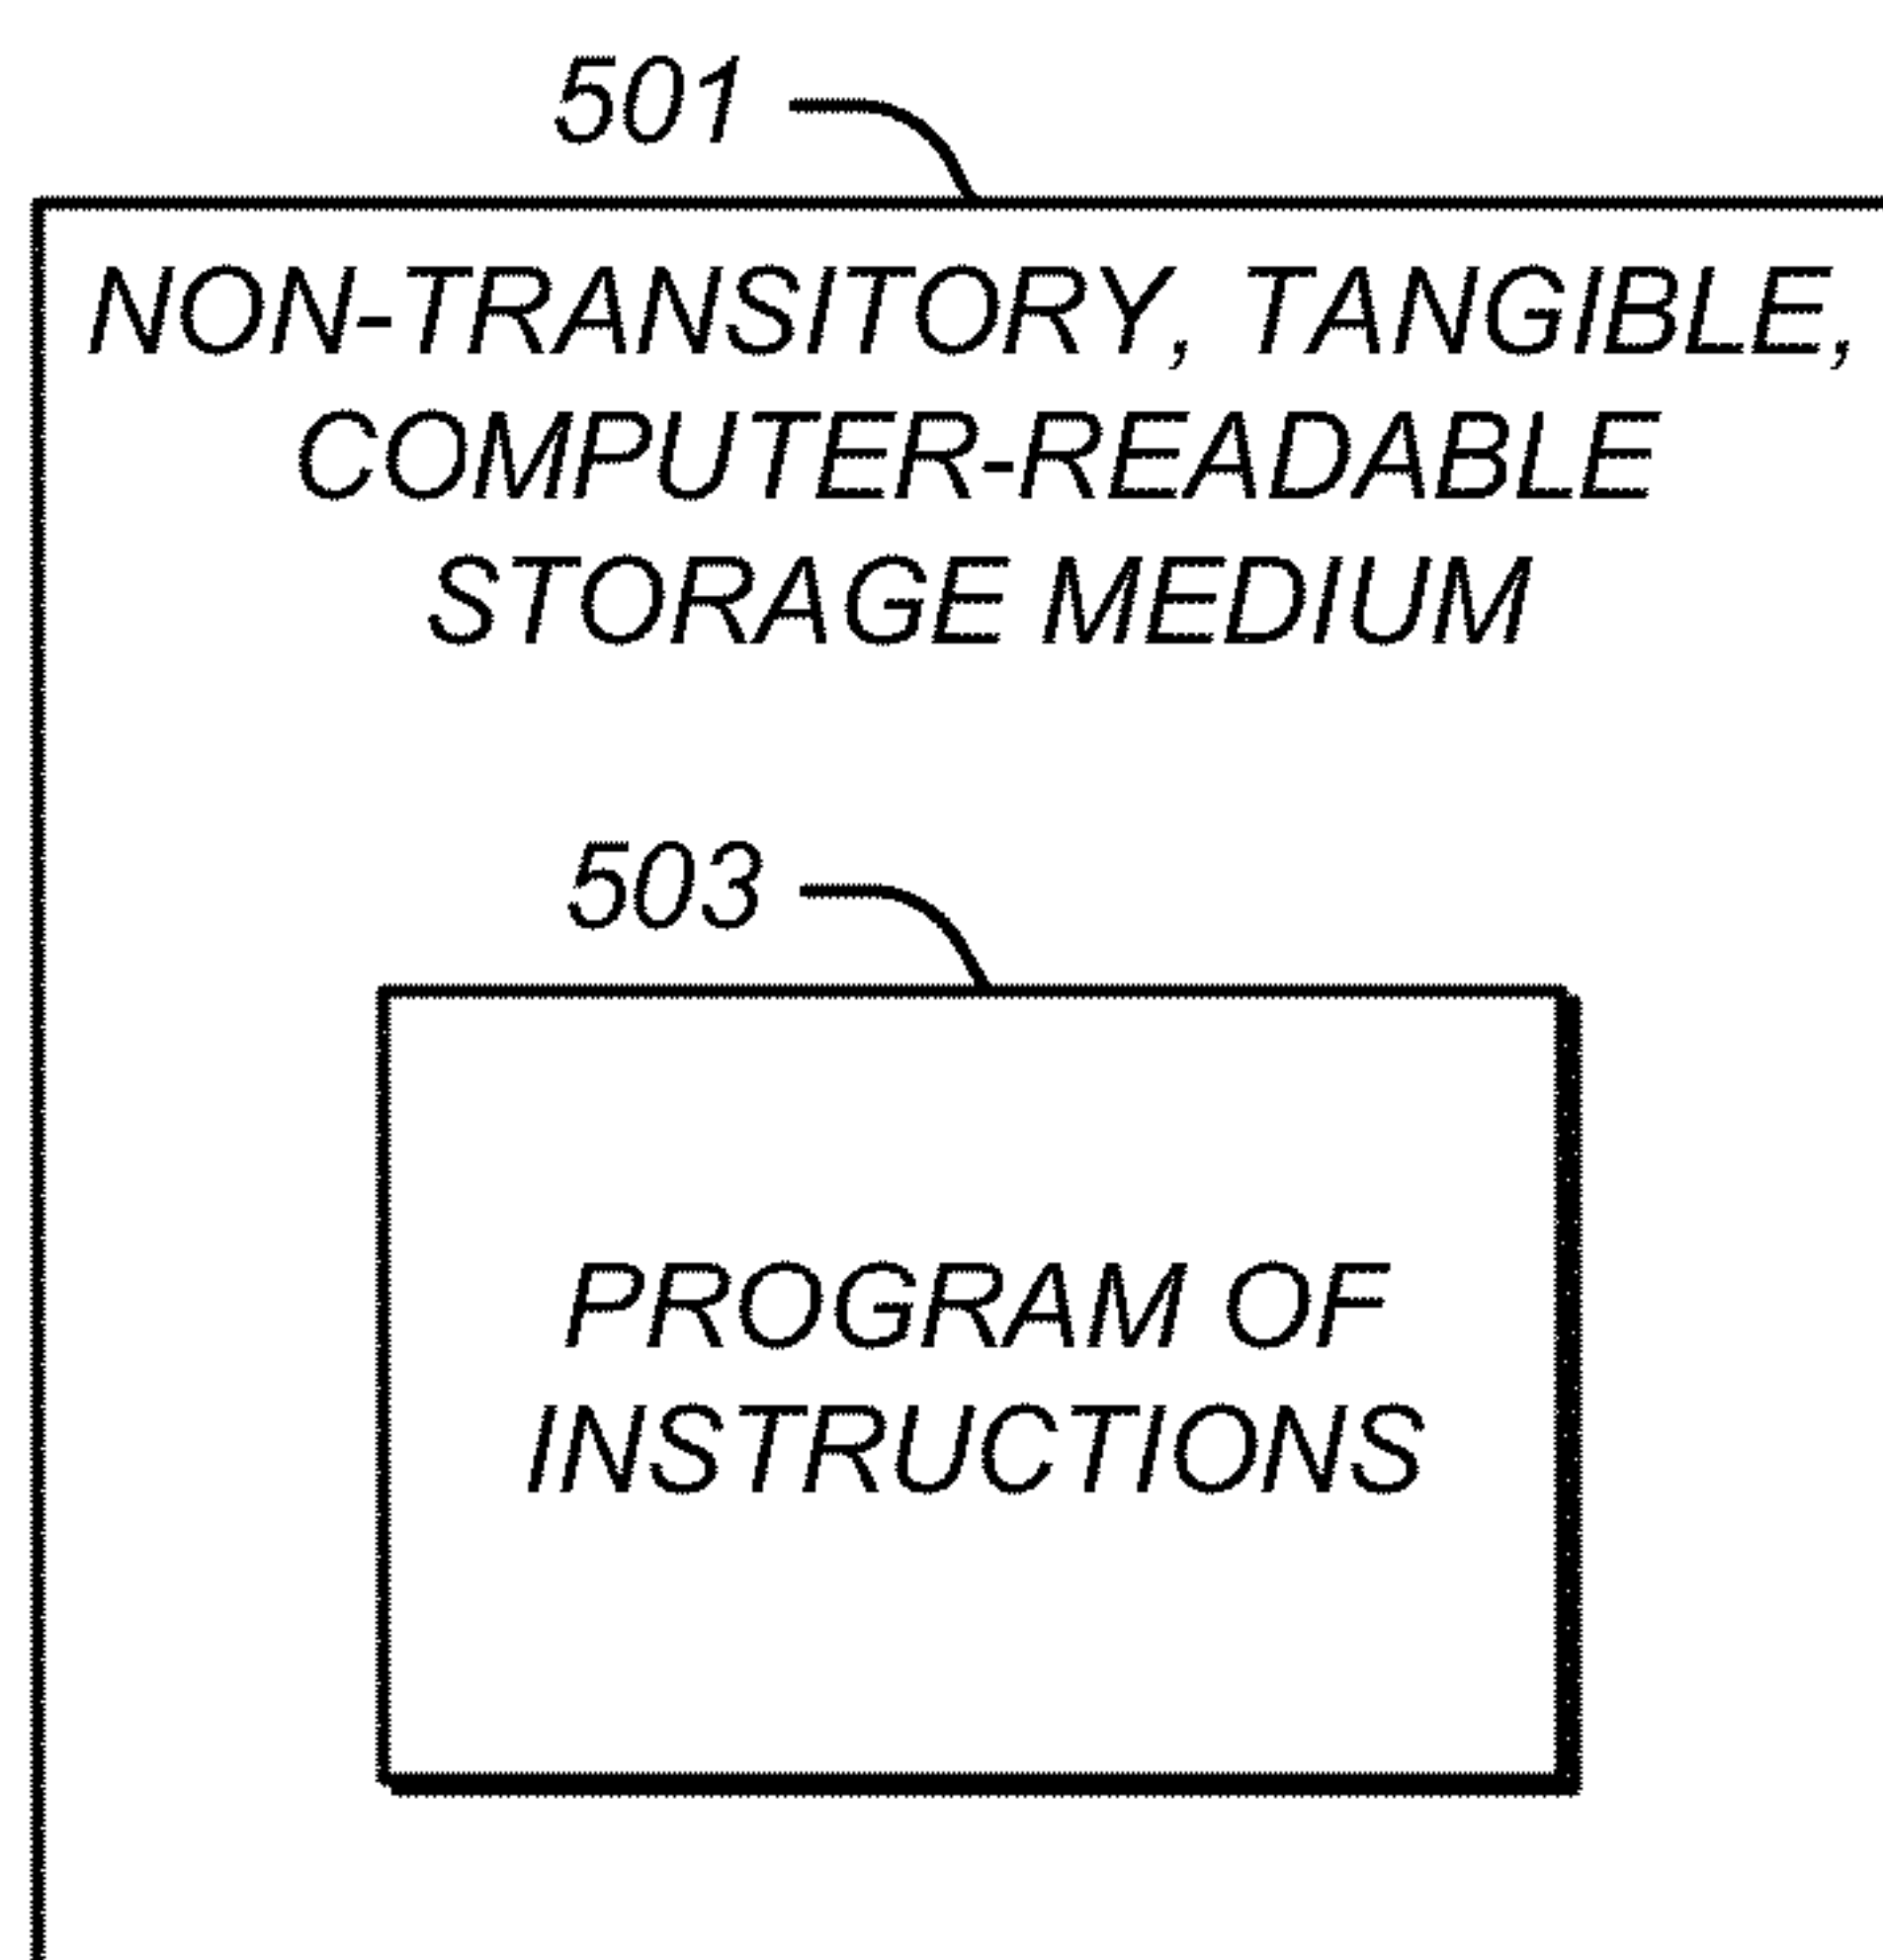 501
NON-TRANSITORY, TANGIBLE,
COMPUTER-READABLE
STORAGE MEDIUM
503
PROGRAM OF
INSTRUCTIONS